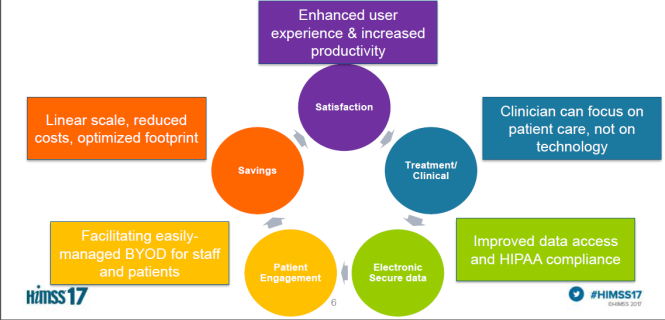 Enhanced user
experience & increased
productivity
Satisfaction
Linear scale, reduced
costs, optimized footprint
Clinician can focus on
patient care, not on
technology
Savings
Treatment/
Clinical
Facilitating easily-
managed BYOD for staff
and patients
Patient
Engagement
Electronic
Secure data
Improved data access
and HIPAA compliance
HiMSS17
6
#HIMSS17
©HIMSS 2017